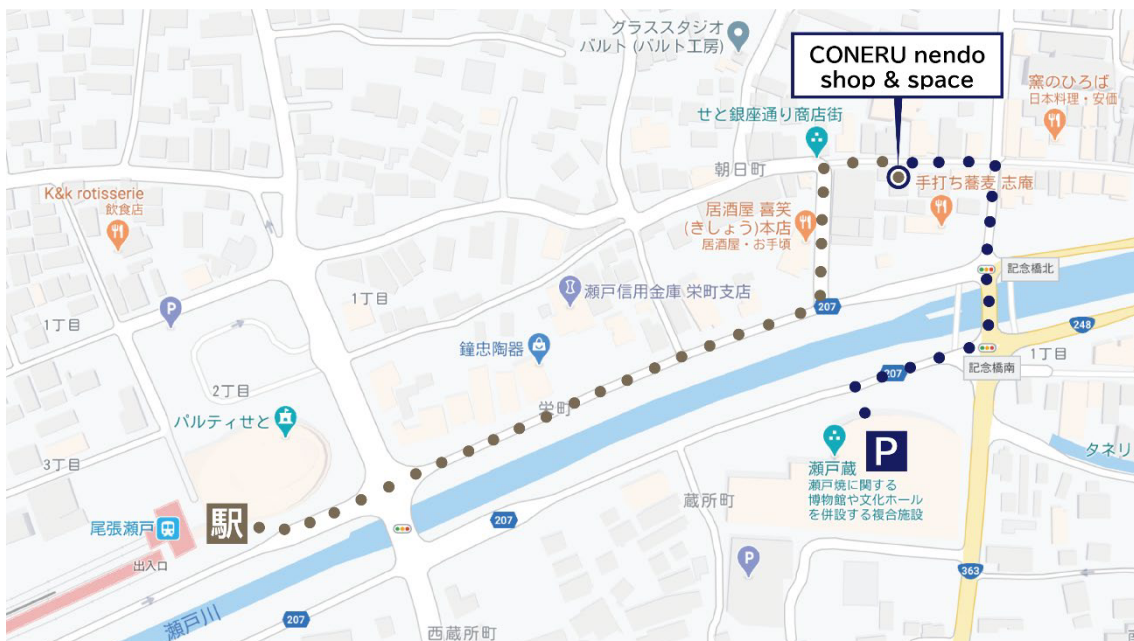 グラススタジオ
バルト (バルト工房)
CONERU nendo
shop & space
窯のひろば
日本料理・安価
せと銀座通り商店街
朝日町
手打ち蕎麦 志庵
K&k rotisserie
飲食店
居酒屋 喜笑
(きしょう)本店
居酒屋・お手頃
記念橋北
瀬戸信用金庫 栄町支店
1丁目
207
P
1丁目
248
鐘忠陶器
1丁目
207
記念橋南
2丁目
栄町
パルティせと
P
タネリ
3丁目
瀬戸蔵
瀬戸焼に関する
博物館や文化ホール
を併設する複合施設
蔵所町
駅
尾張瀬戸
207
出入口
P
363
瀬戸川
207
西蔵所町